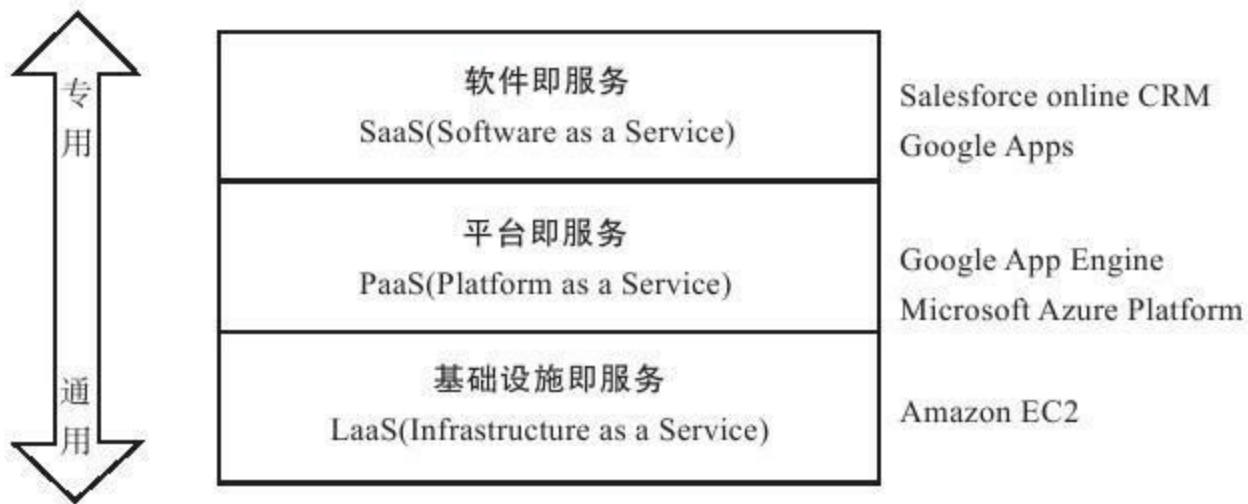 专用
软件即服务
SaaS(Software as a Service)
Salesforce online CRM
Google Apps
平台即服务
PaaS(Platform as a Service)
Google App Engine
Microsoft Azure Platform
通用
基础设施即服务
LaaS(Infrastructure as a Service)
Amazon EC2